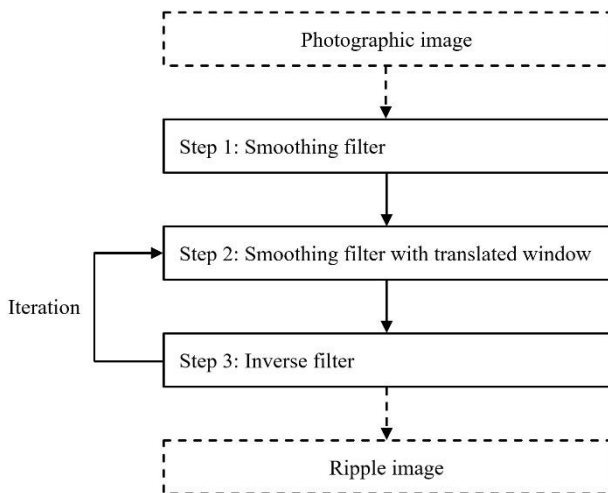 Photographic image
Step 1: Smoothing filter
Step 2: Smoothing filter with translated window
Iteration
Step 3: Inverse filter
Ripple image